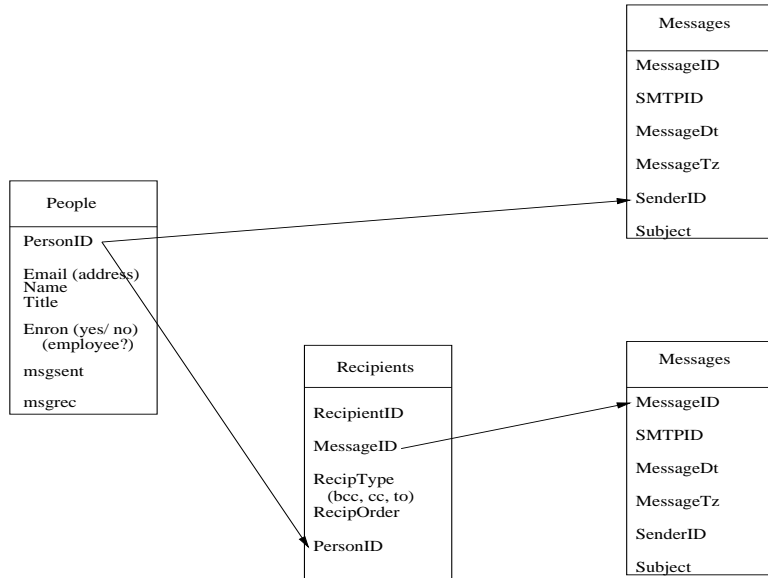 Messages
MessageID
SMTPID
MessageDt
MessageTz
SenderID
Subject
People
PersonID
Email (address)
Name
Title
Enron (yes/ no)
(employee?)
msgsent
msgrec
Recipients
RecipientID
MessageID
RecipType
(bcc, cc, to)
RecipOrder
PersonID
Messages
MessageID
SMTPID
MessageDt
MessageTz
SenderID
Subject